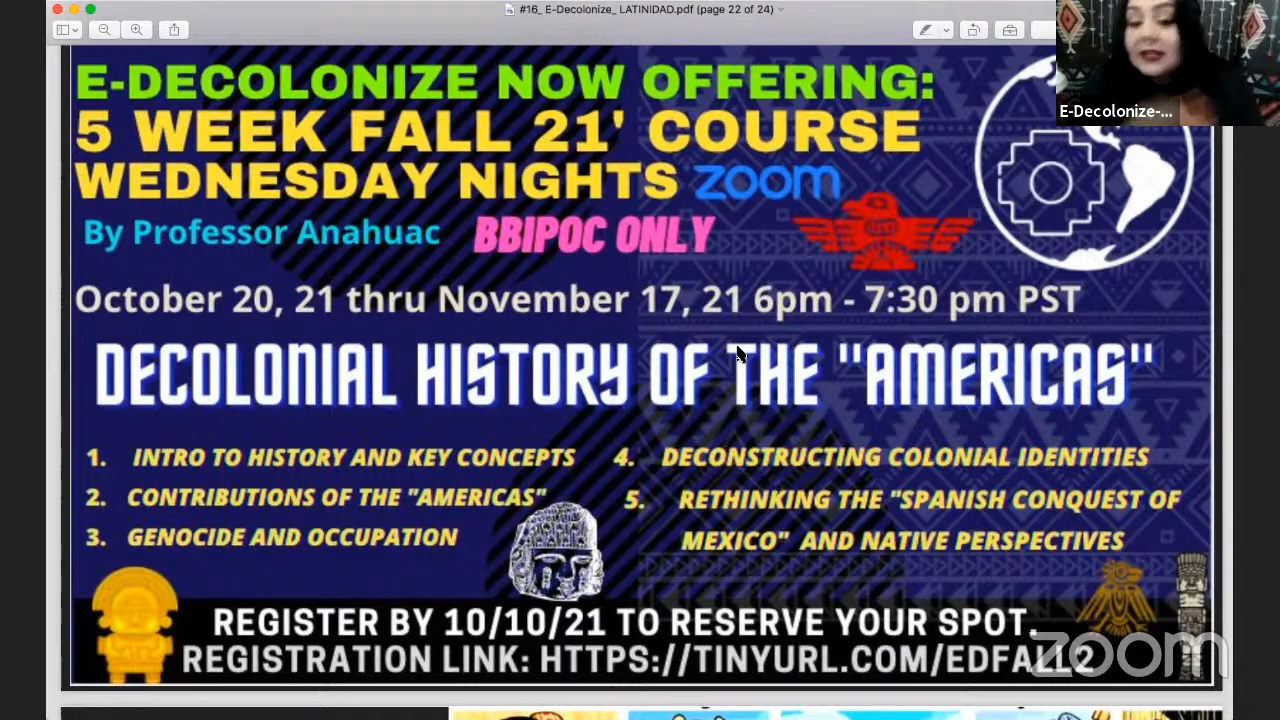 #16_ E-Decolonize_ LATINIDAD.pdf (page 22 of 24)
E-Decolonize-...
E-DECOLONIZE NOW OFFERING:
5 WEEK FALL 21' COURSE
WEDNESDAY NIGHTS zoom
By Professor Anahuac BBIPOC ONLY
October 20, 21 thru November 17, 21 6pm - 7:30 pm PST
DECOLONIAL HISTORY OF THE "AMERICAS"
1. INTRO TO HISTORY AND KEY CONCEPTS
2. CONTRIBUTIONS OF THE "AMERICAS"
3. GENOCIDE AND OCCUPATION
4. DECONSTRUCTING COLONIAL IDENTITIES
5. RETHINKING THE "SPANISH CONQUEST OF
MEXICO" AND NATIVE PERSPECTIVES
REGISTER BY 10/10/21 TO RESERVE YOUR SPOT.
REGISTRATION LINK: HTTPS://TINYURL.COM/EDFALL2
zoom